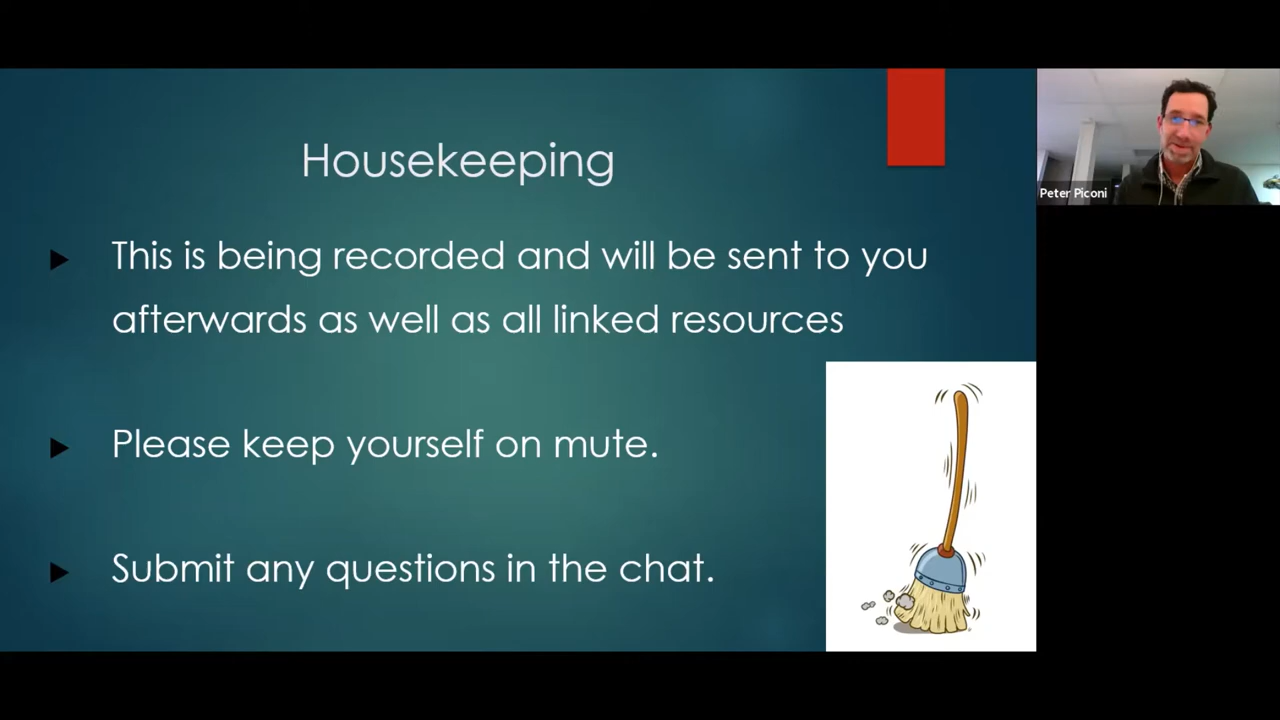 Housekeeping
This is being recorded and will be sent to you
afterwards as well as all linked resources
Please keep yourself on mute.
Submit any questions in the chat.
Peter Piconi